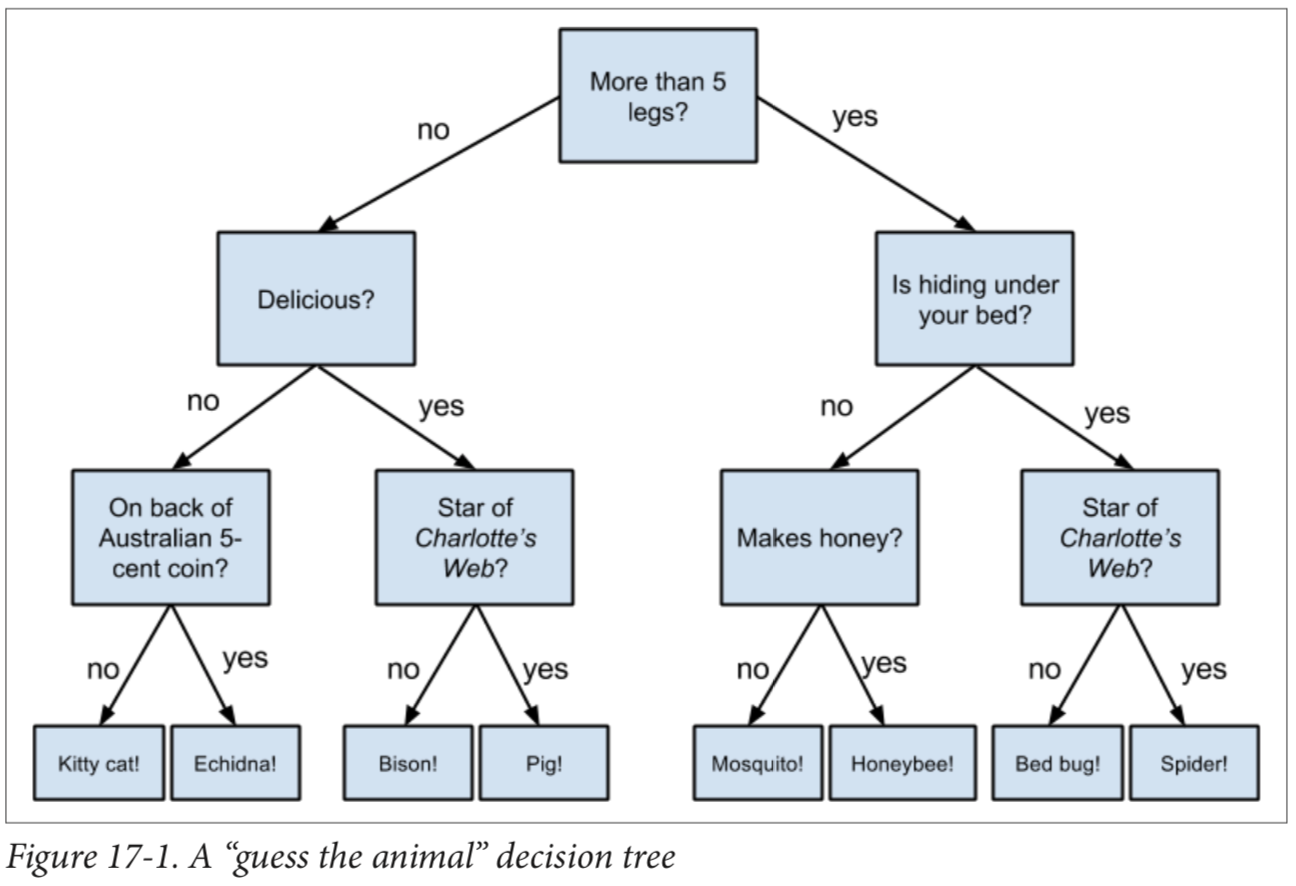 More than 5
legs?
no
yes
Delicious?
Is hiding under
your bed?
no
yes
no
yes
On back of
Australian 5-
cent coin?
Star of
Charlotte’s
Web?
Makes honey?
Star of
Charlotte’s
Web?
no
yes
no
yes
no
yes
no
yes
Kitty cat!
Echidna!
Bison!
Pig!
Mosquito!
Honeybee!
Bed bug!
Spider!
Figure 17-1. A “guess the animal” decision tree